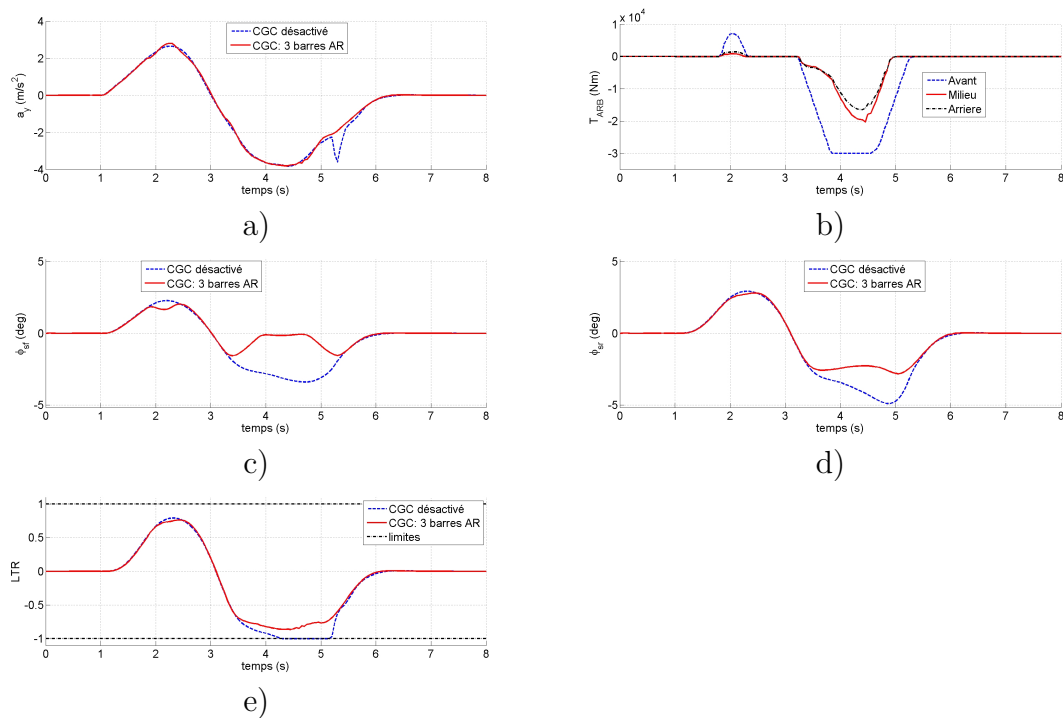 CGC désactivé
CGC: 3 barres AR
a_y (m/s²)
4
2
0
-2
-4
0 1 2 3 4 5 6 7 8
temps (s)
a)
x 10⁴
T_ARB (Nm)
1
0
-1
-2
-3
Avant
Milieu
Arriere
0 1 2 3 4 5 6 7 8
temps (s)
b)
CGC désactivé
CGC: 3 barres AR
ϕ_sf (deg)
5
0
-5
0 1 2 3 4 5 6 7 8
temps (s)
c)
CGC désactivé
CGC: 3 barres AR
ϕ_sr (deg)
5
0
-5
0 1 2 3 4 5 6 7 8
temps (s)
d)
CGC désactivé
CGC: 3 barres AR
limites
LTR
1
0.5
0
-0.5
-1
0 1 2 3 4 5 6 7 8
temps (s)
e)